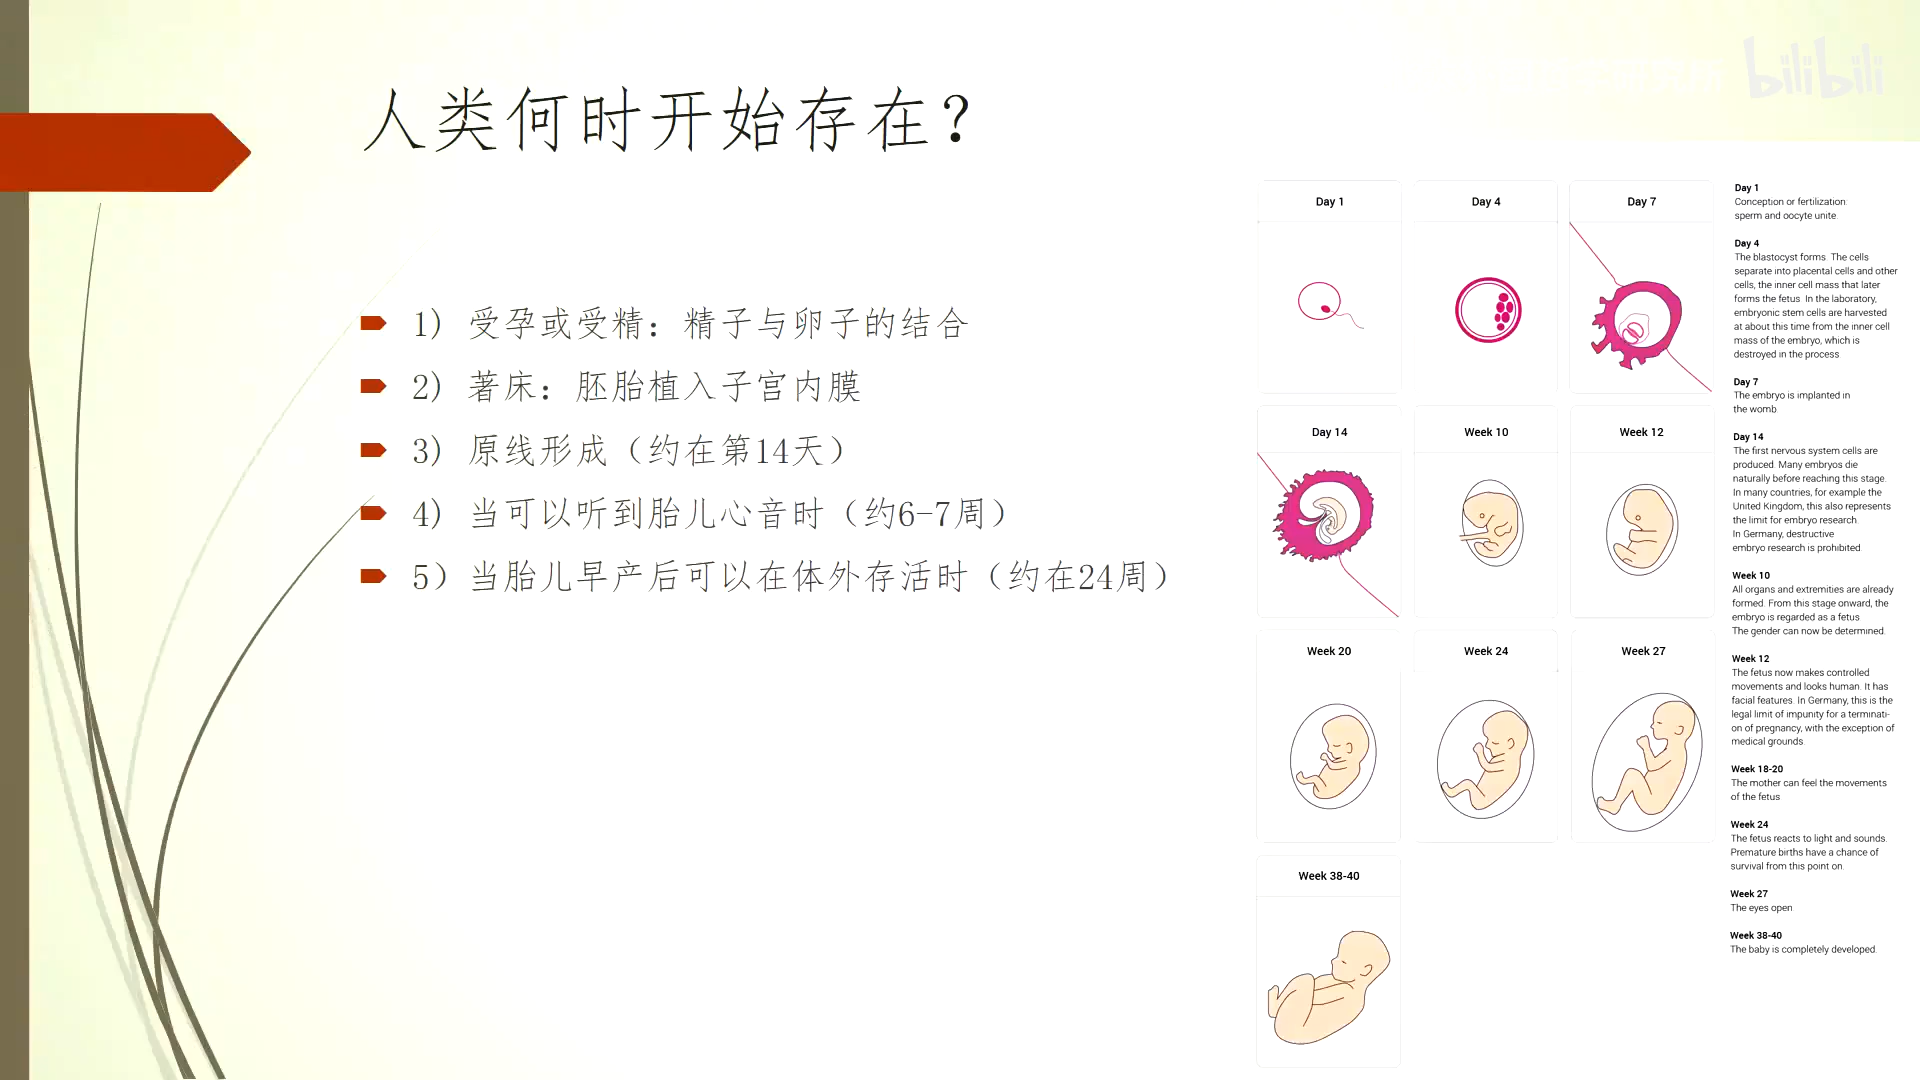 人类何时开始存在?
bilibili
1) 受孕或受精：精子与卵子的结合
2) 著床：胚胎植入子宫内膜
3) 原线形成（约在第14天）
4) 当可以听到胎儿心音时（约6-7周）
5) 当胎儿早产后可以在体外存活时（约在24周）
Day 1
Day 4
Day 7
Day 14
Week 10
Week 12
Week 20
Week 24
Week 27
Week 38-40
Day 1
Conception or fertilization:
sperm and oocyte unite.
Day 4
The blastocyst forms. The cells
separate into placental cells and other
cells, the inner cell mass that later
forms the fetus. In the laboratory,
embryonic stem cells are harvested
at about this time from the inner cell
mass of the embryo, which is
destroyed in the process.
Day 7
The embryo is implanted in
the womb.
Day 14
The first nervous system cells are
produced. Many embryos die
naturally before reaching this stage.
In many countries, for example the
United Kingdom, this also represents
the limit for embryo research.
In Germany, destructive
embryo research is prohibited.
Week 10
All organs and extremities are already
formed. From this stage onward, the
embryo is regarded as a fetus.
The gender can now be determined.
Week 12
The fetus now makes controlled
movements and looks human. It has
facial features. In Germany, this is the
legal limit of impunity for a terminati-
on of pregnancy, with the exception of
medical grounds.
Week 18-20
The mother can feel the movements
of the fetus.
Week 24
The fetus reacts to light and sounds.
Premature births have a chance of
survival from this point on.
Week 27
The eyes open.
Week 38-40
The baby is completely developed.